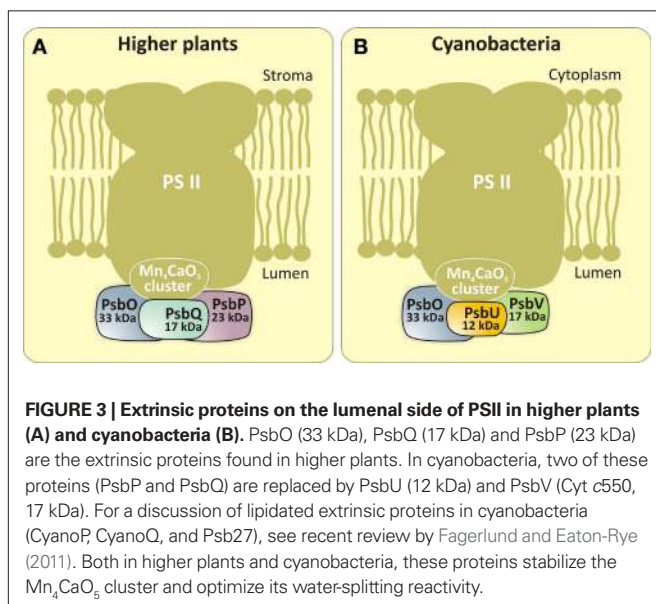 A
Higher plants
Stroma
PS II
Mn₄CaO₅
cluster
Lumen
PsbO
33 kDa
PsbQ
17 kDa
PsbP
23 kDa
B
Cyanobacteria
Cytoplasm
PS II
Mn₄CaO₅
cluster
Lumen
PsbO
33 kDa
PsbU
12 kDa
PsbV
17 kDa
FIGURE 3 | Extrinsic proteins on the lumenal side of PSII in higher plants
(A) and cyanobacteria (B). PsbO (33 kDa), PsbQ (17 kDa) and PsbP (23 kDa)
are the extrinsic proteins found in higher plants. In cyanobacteria, two of these
proteins (PsbP and PsbQ) are replaced by PsbU (12 kDa) and PsbV (Cyt c550,
17 kDa). For a discussion of lipidated extrinsic proteins in cyanobacteria
(CyanoP, CyanoQ, and Psb27), see recent review by Fagerlund and Eaton-Rye
(2011). Both in higher plants and cyanobacteria, these proteins stabilize the
Mn₄CaO₅ cluster and optimize its water-splitting reactivity.